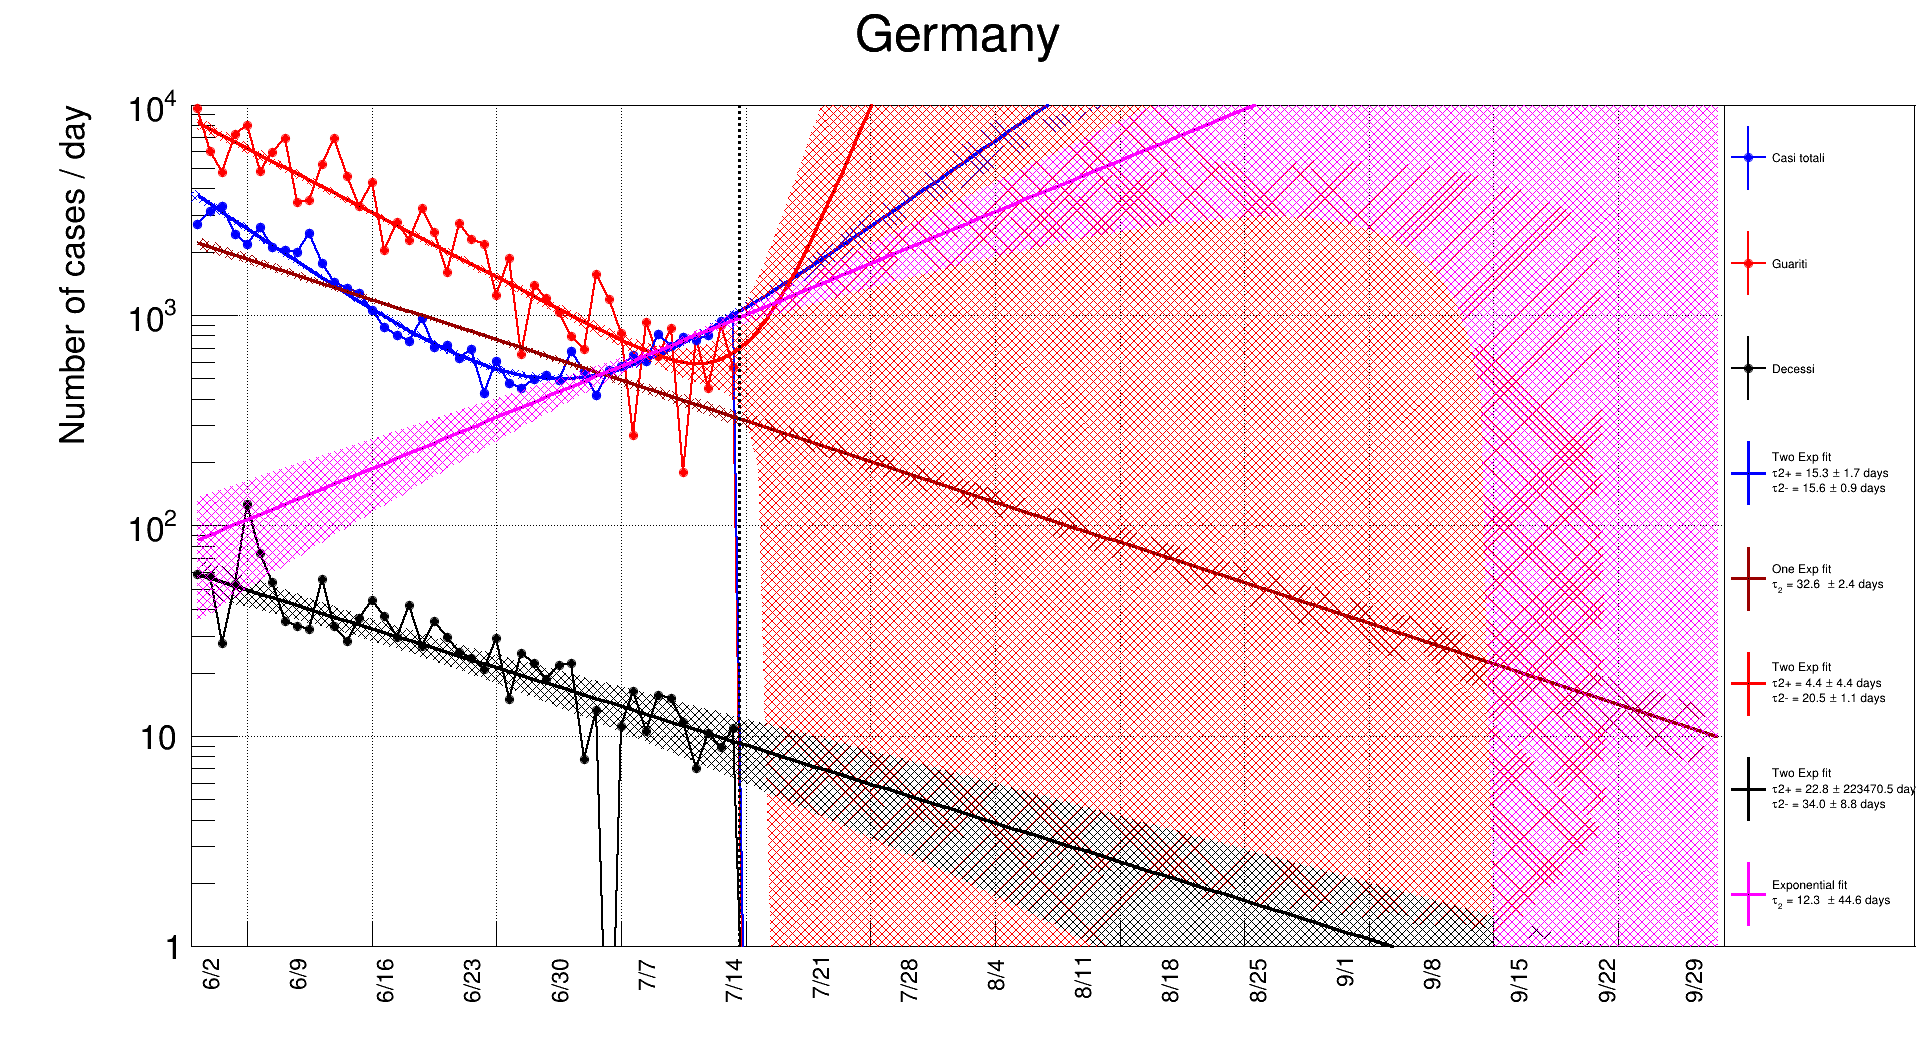 Germany
Number of cases / day
10⁴
10³
10²
10
1
6/2
6/9
6/16
6/23
6/30
7/7
7/14
7/21
7/28
8/4
8/11
8/18
8/25
9/1
9/8
9/15
9/22
9/29
Casi totali
Guariti
Decessi
Two Exp fit
τ2+ = 15.3 ± 1.7 days
τ2- = 15.6 ± 0.9 days
One Exp fit
τ₂ = 32.6 ± 2.4 days
Two Exp fit
τ2+ = 4.4 ± 4.4 days
τ2- = 20.5 ± 1.1 days
Two Exp fit
τ2+ = 22.8 ± 223470.5 day
τ2- = 34.0 ± 8.8 days
Exponential fit
τ₂ = 12.3 ± 44.6 days